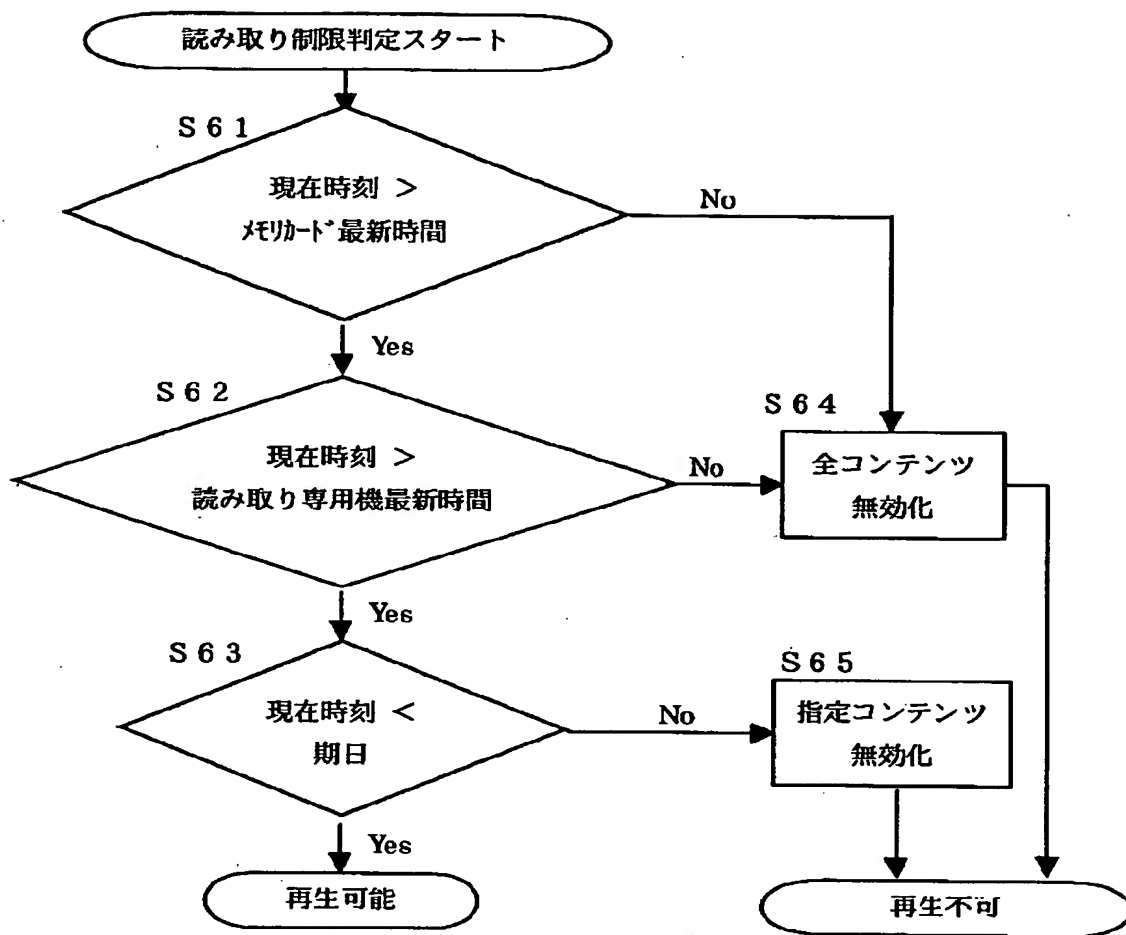 読み取り制限判定スタート
S61
現在時刻 >
ﾒﾓﾘｶｰﾄﾞ最新時間
No
Yes
S62
現在時刻 >
読み取り専用機最新時間
No
S64
全コンテンツ
無効化
Yes
S63
現在時刻 <
期日
No
S65
指定コンテンツ
無効化
Yes
再生可能
再生不可